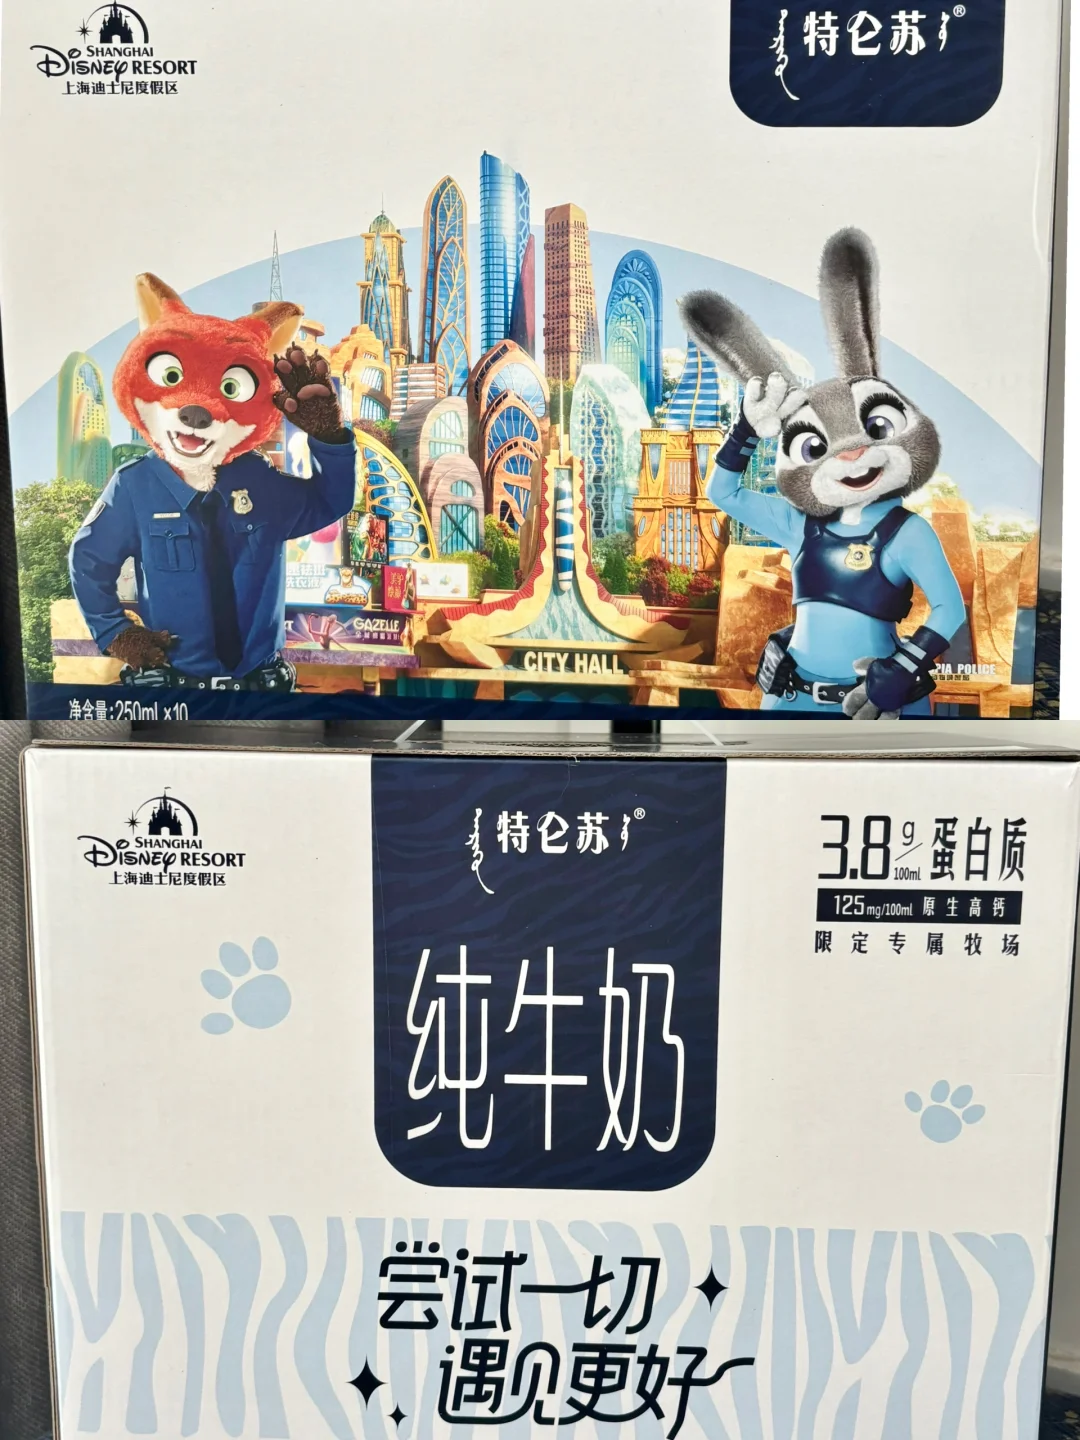 SHANGHAI
Disney RESORT
上海迪士尼度假区
特仑苏®
GAZELLE
CITY HALL
PIA POLICE
净含量:250mL×10
SHANGHAI
Disney RESORT
上海迪士尼度假区
特仑苏®
3.8g/100mL 蛋白质
125mg/100mL 原生高钙
限定专属牧场
纯牛奶
尝试一切
遇见更好